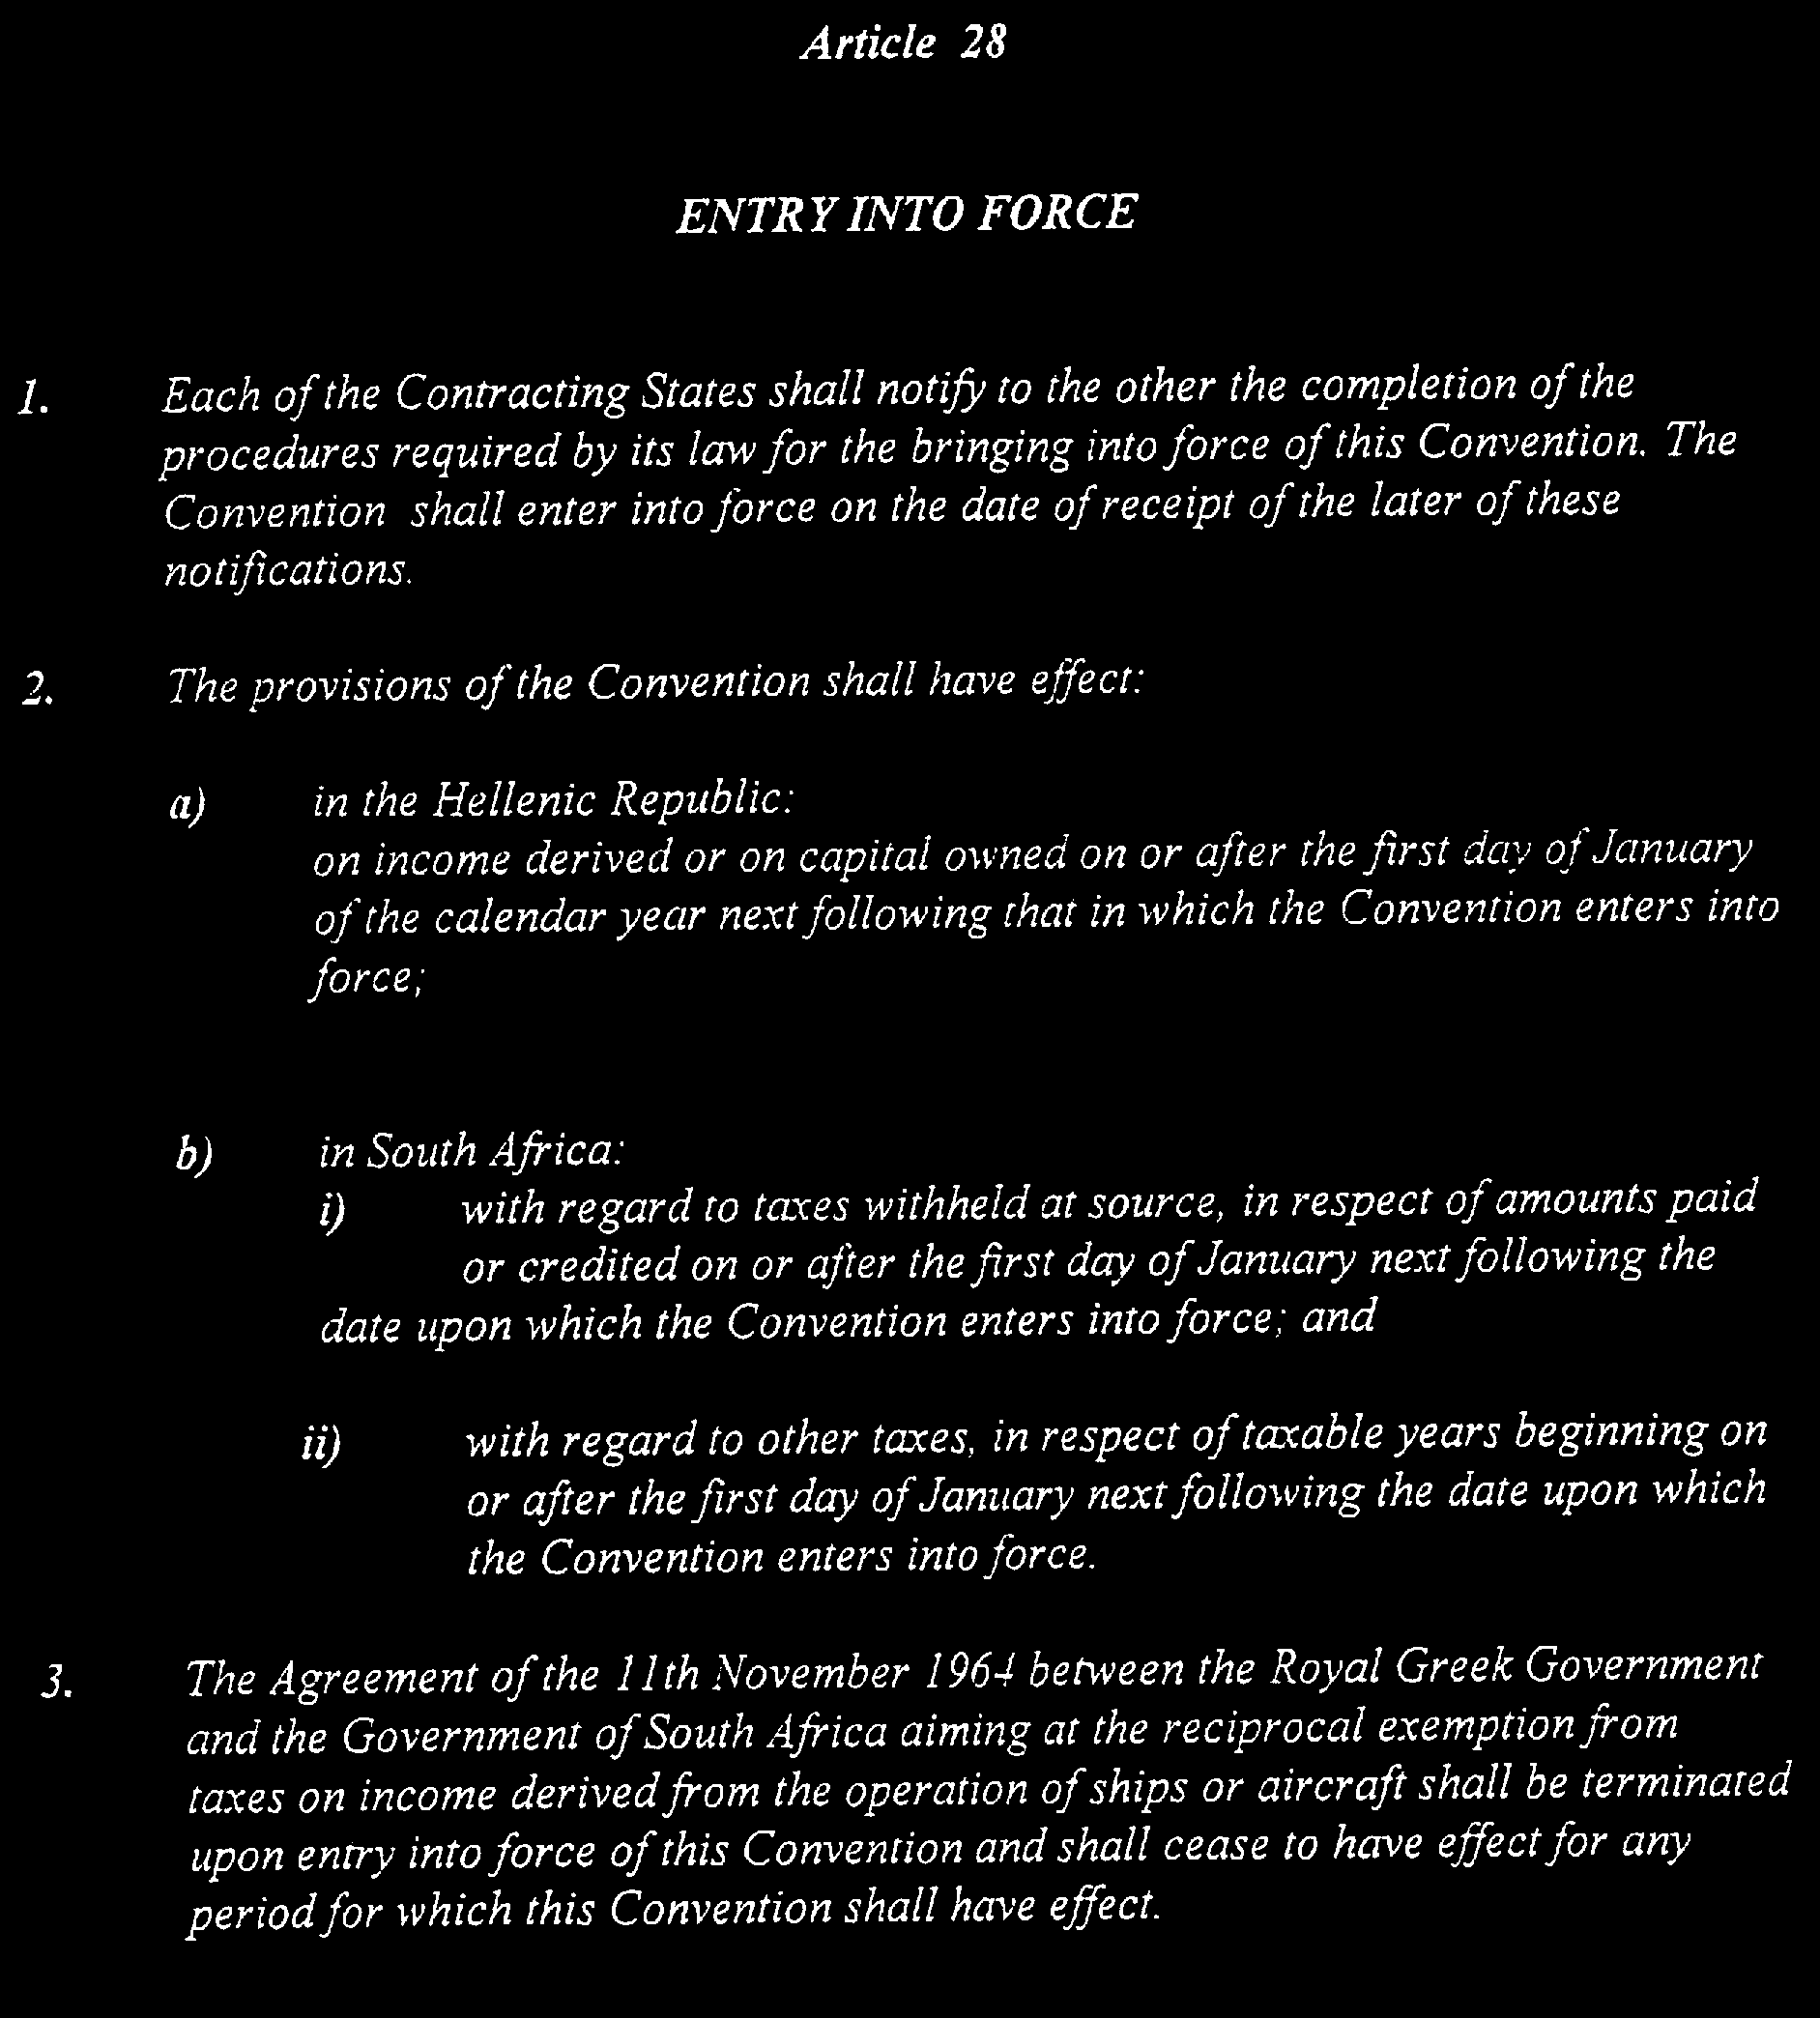 Article 28
ENTRY INTO FORCE
1. Each of the Contracting States shall notify to the other the completion of the
procedures required by its law for the bringing into force of this Convention. The
Convention shall enter into force on the date of receipt of the later of these
notifications.
2. The provisions of the Convention shall have effect:
a) in the Hellenic Republic:
on income derived or on capital owned on or after the first day of January
of the calendar year next following that in which the Convention enters into
force;
b) in South Africa:
i) with regard to taxes withheld at source, in respect of amounts paid
or credited on or after the first day of January next following the
date upon which the Convention enters into force; and
ii) with regard to other taxes, in respect of taxable years beginning on
or after the first day of January next following the date upon which
the Convention enters into force.
3. The Agreement of the 11th November 1964 between the Royal Greek Government
and the Government of South Africa aiming at the reciprocal exemption from
taxes on income derived from the operation of ships or aircraft shall be terminated
upon entry into force of this Convention and shall cease to have effect for any
period for which this Convention shall have effect.